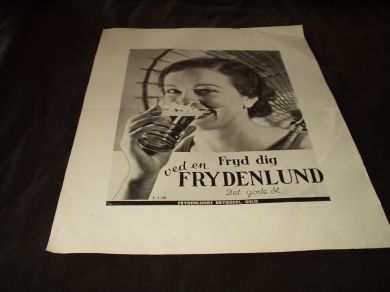 Fryd dig
ved en
FRYDENLUND
Det gode øl.
FRYDENLUNDS BRYGGERI, OSLO